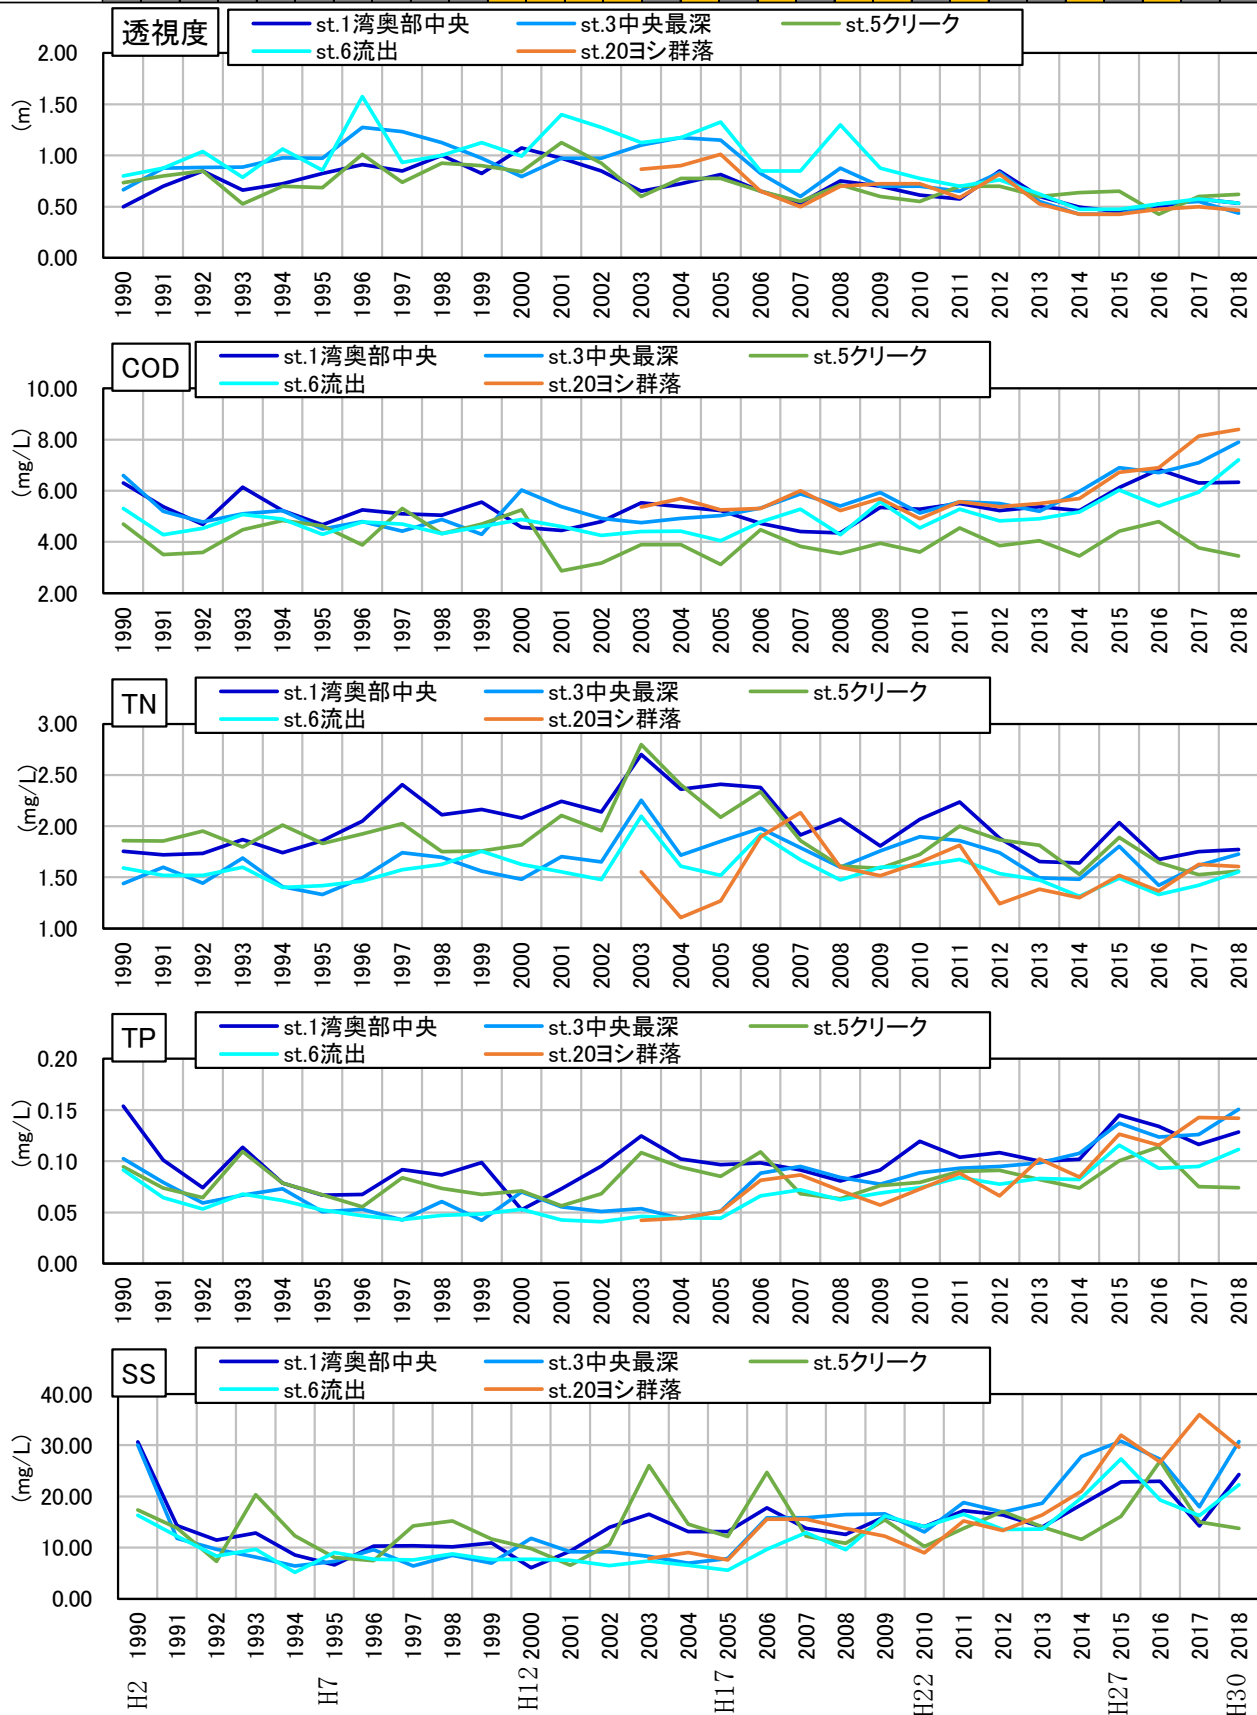 透視度
st.1湾奥部中央 st.3中央最深 st.5クリーク
st.6流出 st.20ヨシ群落
(m)
2.00
1.50
1.00
0.50
0.00
1990 1991 1992 1993 1994 1995 1996 1997 1998 1999 2000 2001 2002 2003 2004 2005 2006 2007 2008 2009 2010 2011 2012 2013 2014 2015 2016 2017 2018
COD
st.1湾奥部中央 st.3中央最深 st.5クリーク
st.6流出 st.20ヨシ群落
(mg/L)
10.00
8.00
6.00
4.00
2.00
1990 1991 1992 1993 1994 1995 1996 1997 1998 1999 2000 2001 2002 2003 2004 2005 2006 2007 2008 2009 2010 2011 2012 2013 2014 2015 2016 2017 2018
TN
st.1湾奥部中央 st.3中央最深 st.5クリーク
st.6流出 st.20ヨシ群落
(mg/L)
3.00
2.50
2.00
1.50
1.00
1990 1991 1992 1993 1994 1995 1996 1997 1998 1999 2000 2001 2002 2003 2004 2005 2006 2007 2008 2009 2010 2011 2012 2013 2014 2015 2016 2017 2018
TP
st.1湾奥部中央 st.3中央最深 st.5クリーク
st.6流出 st.20ヨシ群落
(mg/L)
0.20
0.15
0.10
0.05
0.00
1990 1991 1992 1993 1994 1995 1996 1997 1998 1999 2000 2001 2002 2003 2004 2005 2006 2007 2008 2009 2010 2011 2012 2013 2014 2015 2016 2017 2018
SS
st.1湾奥部中央 st.3中央最深 st.5クリーク
st.6流出 st.20ヨシ群落
(mg/L)
40.00
30.00
20.00
10.00
0.00
1990 1991 1992 1993 1994 1995 1996 1997 1998 1999 2000 2001 2002 2003 2004 2005 2006 2007 2008 2009 2010 2011 2012 2013 2014 2015 2016 2017 2018
H2 H7 H12 H17 H22 H27 H30